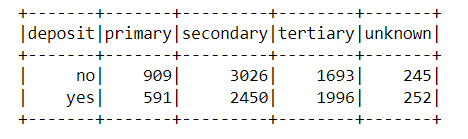 +-------+-------+---------+--------+-------+
|deposit|primary|secondary|tertiary|unknown|
+-------+-------+---------+--------+-------+
|     no|    909|     3026|    1693|    245|
|    yes|    591|     2450|    1996|    252|
+-------+-------+---------+--------+-------+